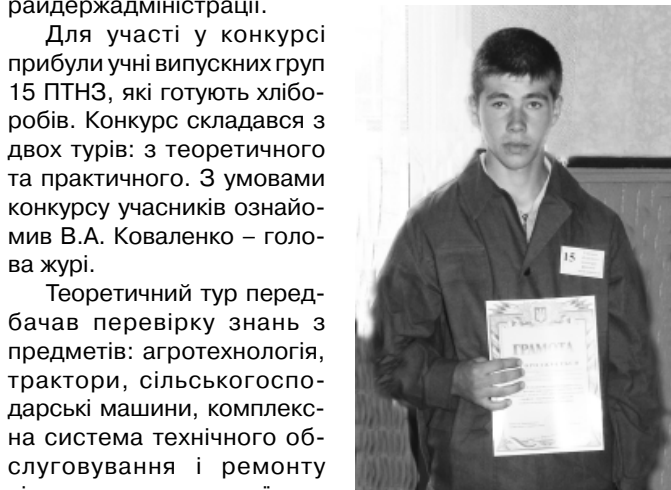 райдержадміністрації.
Для участі у конкурсі
прибули учні випускних груп
15 ПТНЗ, які готують хлібо-
робів. Конкурс складався з
двох турів: з теоретичного
та практичного. З умовами
конкурсу учасників ознайо-
мив В.А. Коваленко – голо-
ва журі.
Теоретичний тур перед-
бачав перевірку знань з
предметів: агротехнологія,
трактори, сільськогоспо-
дарські машини, комплекс-
на система технічного об-
слуговування і ремонту
15
ГРАМОТА